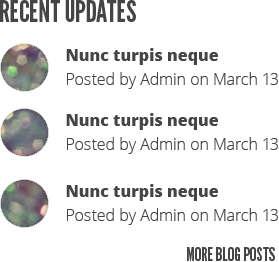 RECENT UPDATES
Nunc turpis neque
Posted by Admin on March 13
Nunc turpis neque
Posted by Admin on March 13
Nunc turpis neque
Posted by Admin on March 13
MORE BLOG POSTS